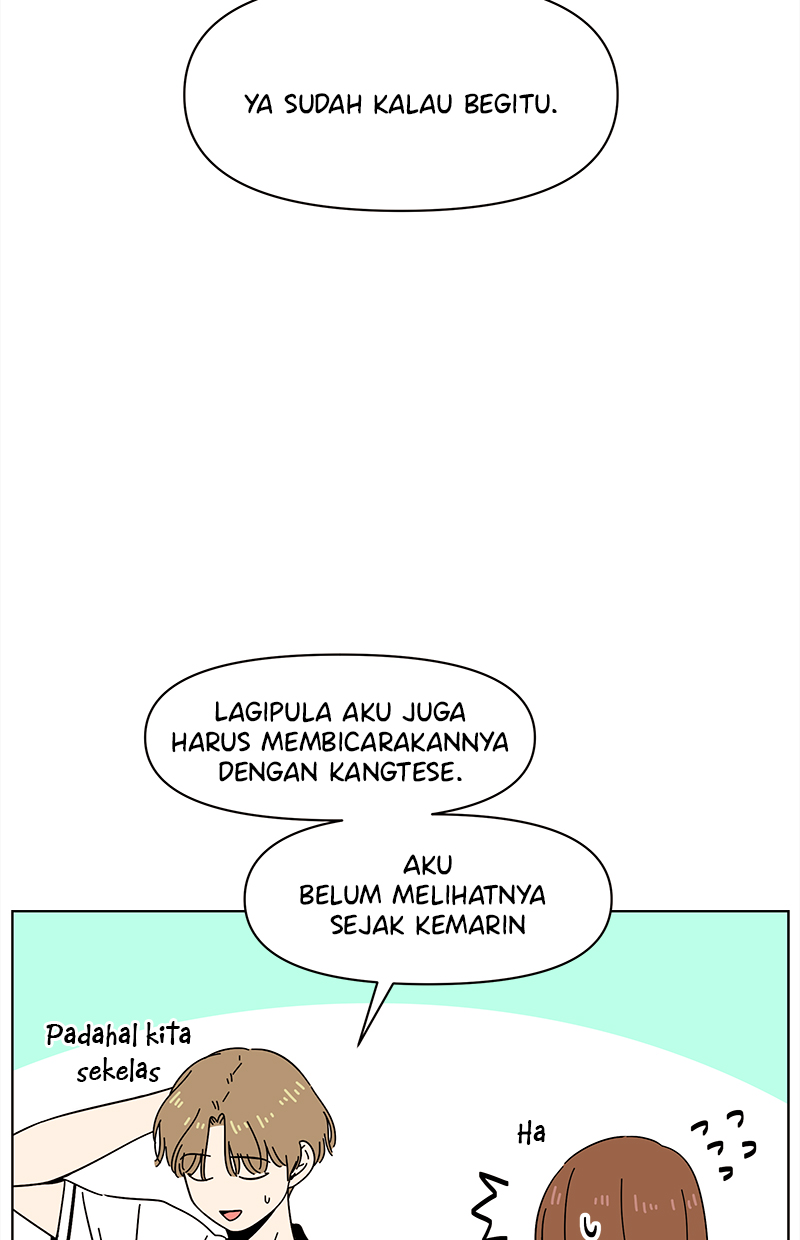 YA SUDAH KALAU BEGITU.
LAGIPULA AKU JUGA
HARUS MEMBICARAKANNYA
DENGAN KANGTESE.
AKU
BELUM MELIHATNYA
SEJAK KEMARIN
Padahal kita
sekelas
Ha